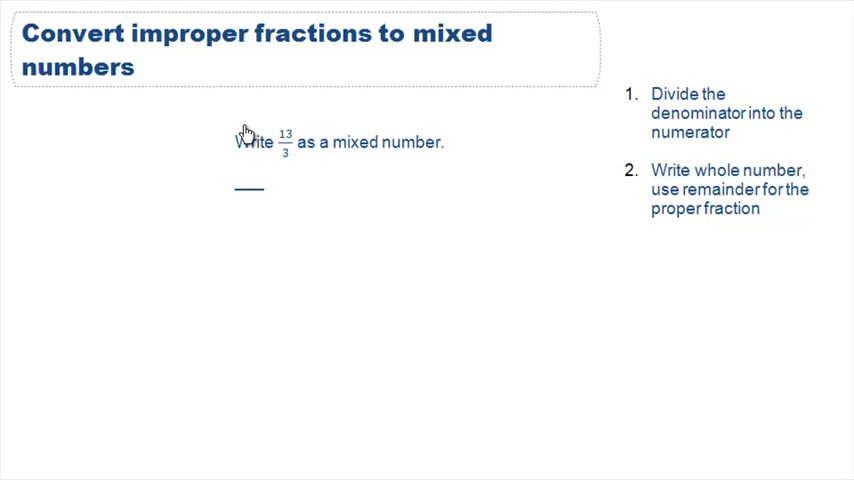 Convert improper fractions to mixed
numbers
Write 13/3 as a mixed number.
1. Divide the
denominator into the
numerator
2. Write whole number,
use remainder for the
proper fraction